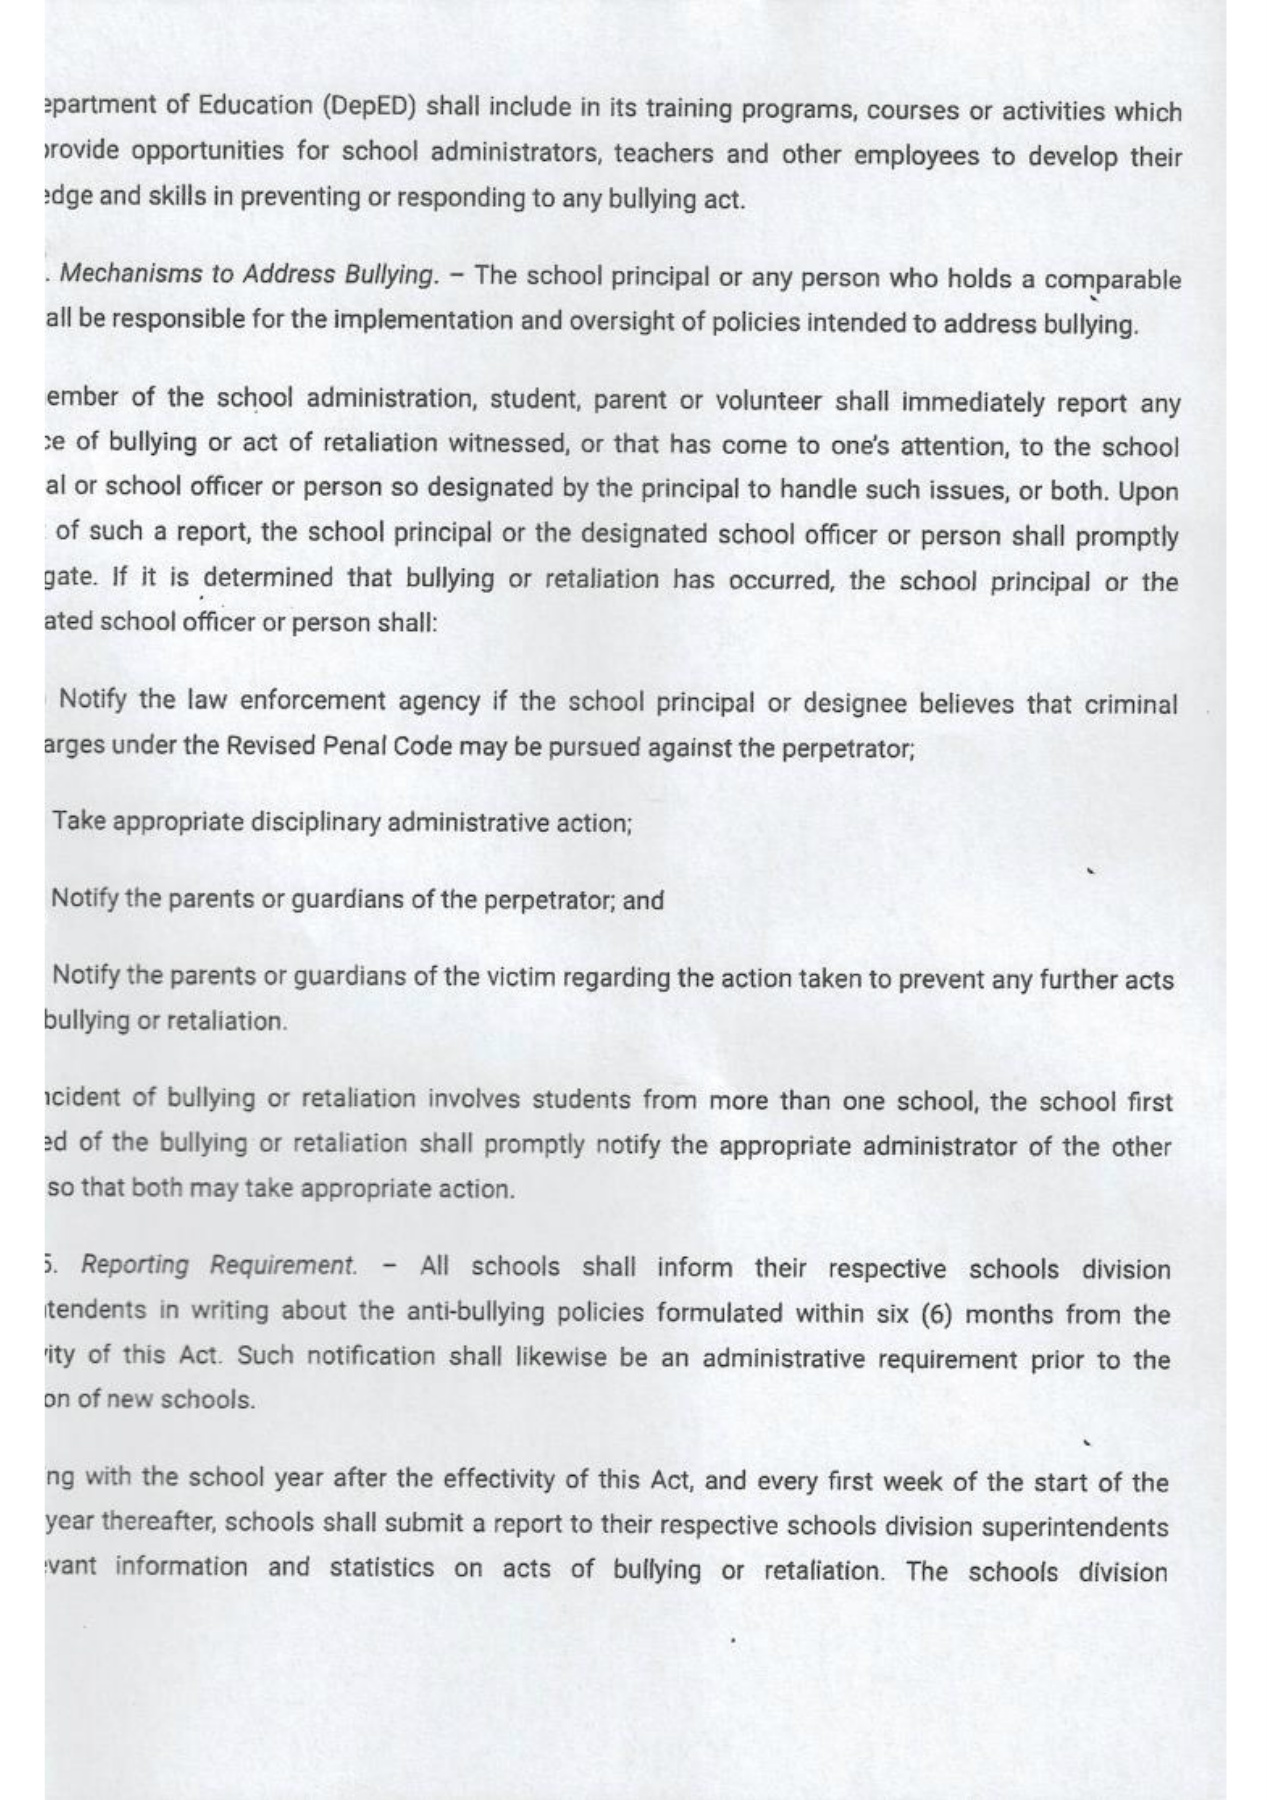 epartment of Education (DepED) shall include in its training programs, courses or activities which
provide opportunities for school administrators, teachers and other employees to develop their
edge and skills in preventing or responding to any bullying act.
. Mechanisms to Address Bullying. – The school principal or any person who holds a comparable
all be responsible for the implementation and oversight of policies intended to address bullying.
ember of the school administration, student, parent or volunteer shall immediately report any
ce of bullying or act of retaliation witnessed, or that has come to one's attention, to the school
al or school officer or person so designated by the principal to handle such issues, or both. Upon
of such a report, the school principal or the designated school officer or person shall promptly
gate. If it is determined that bullying or retaliation has occurred, the school principal or the
ated school officer or person shall:
Notify the law enforcement agency if the school principal or designee believes that criminal
arges under the Revised Penal Code may be pursued against the perpetrator;
Take appropriate disciplinary administrative action;
Notify the parents or guardians of the perpetrator; and
Notify the parents or guardians of the victim regarding the action taken to prevent any further acts
bullying or retaliation.
ncident of bullying or retaliation involves students from more than one school, the school first
ed of the bullying or retaliation shall promptly notify the appropriate administrator of the other
so that both may take appropriate action.
5. Reporting Requirement. – All schools shall inform their respective schools division
tendents in writing about the anti-bullying policies formulated within six (6) months from the
vity of this Act. Such notification shall likewise be an administrative requirement prior to the
on of new schools.
ng with the school year after the effectivity of this Act, and every first week of the start of the
year thereafter, schools shall submit a report to their respective schools division superintendents
evant information and statistics on acts of bullying or retaliation. The schools division